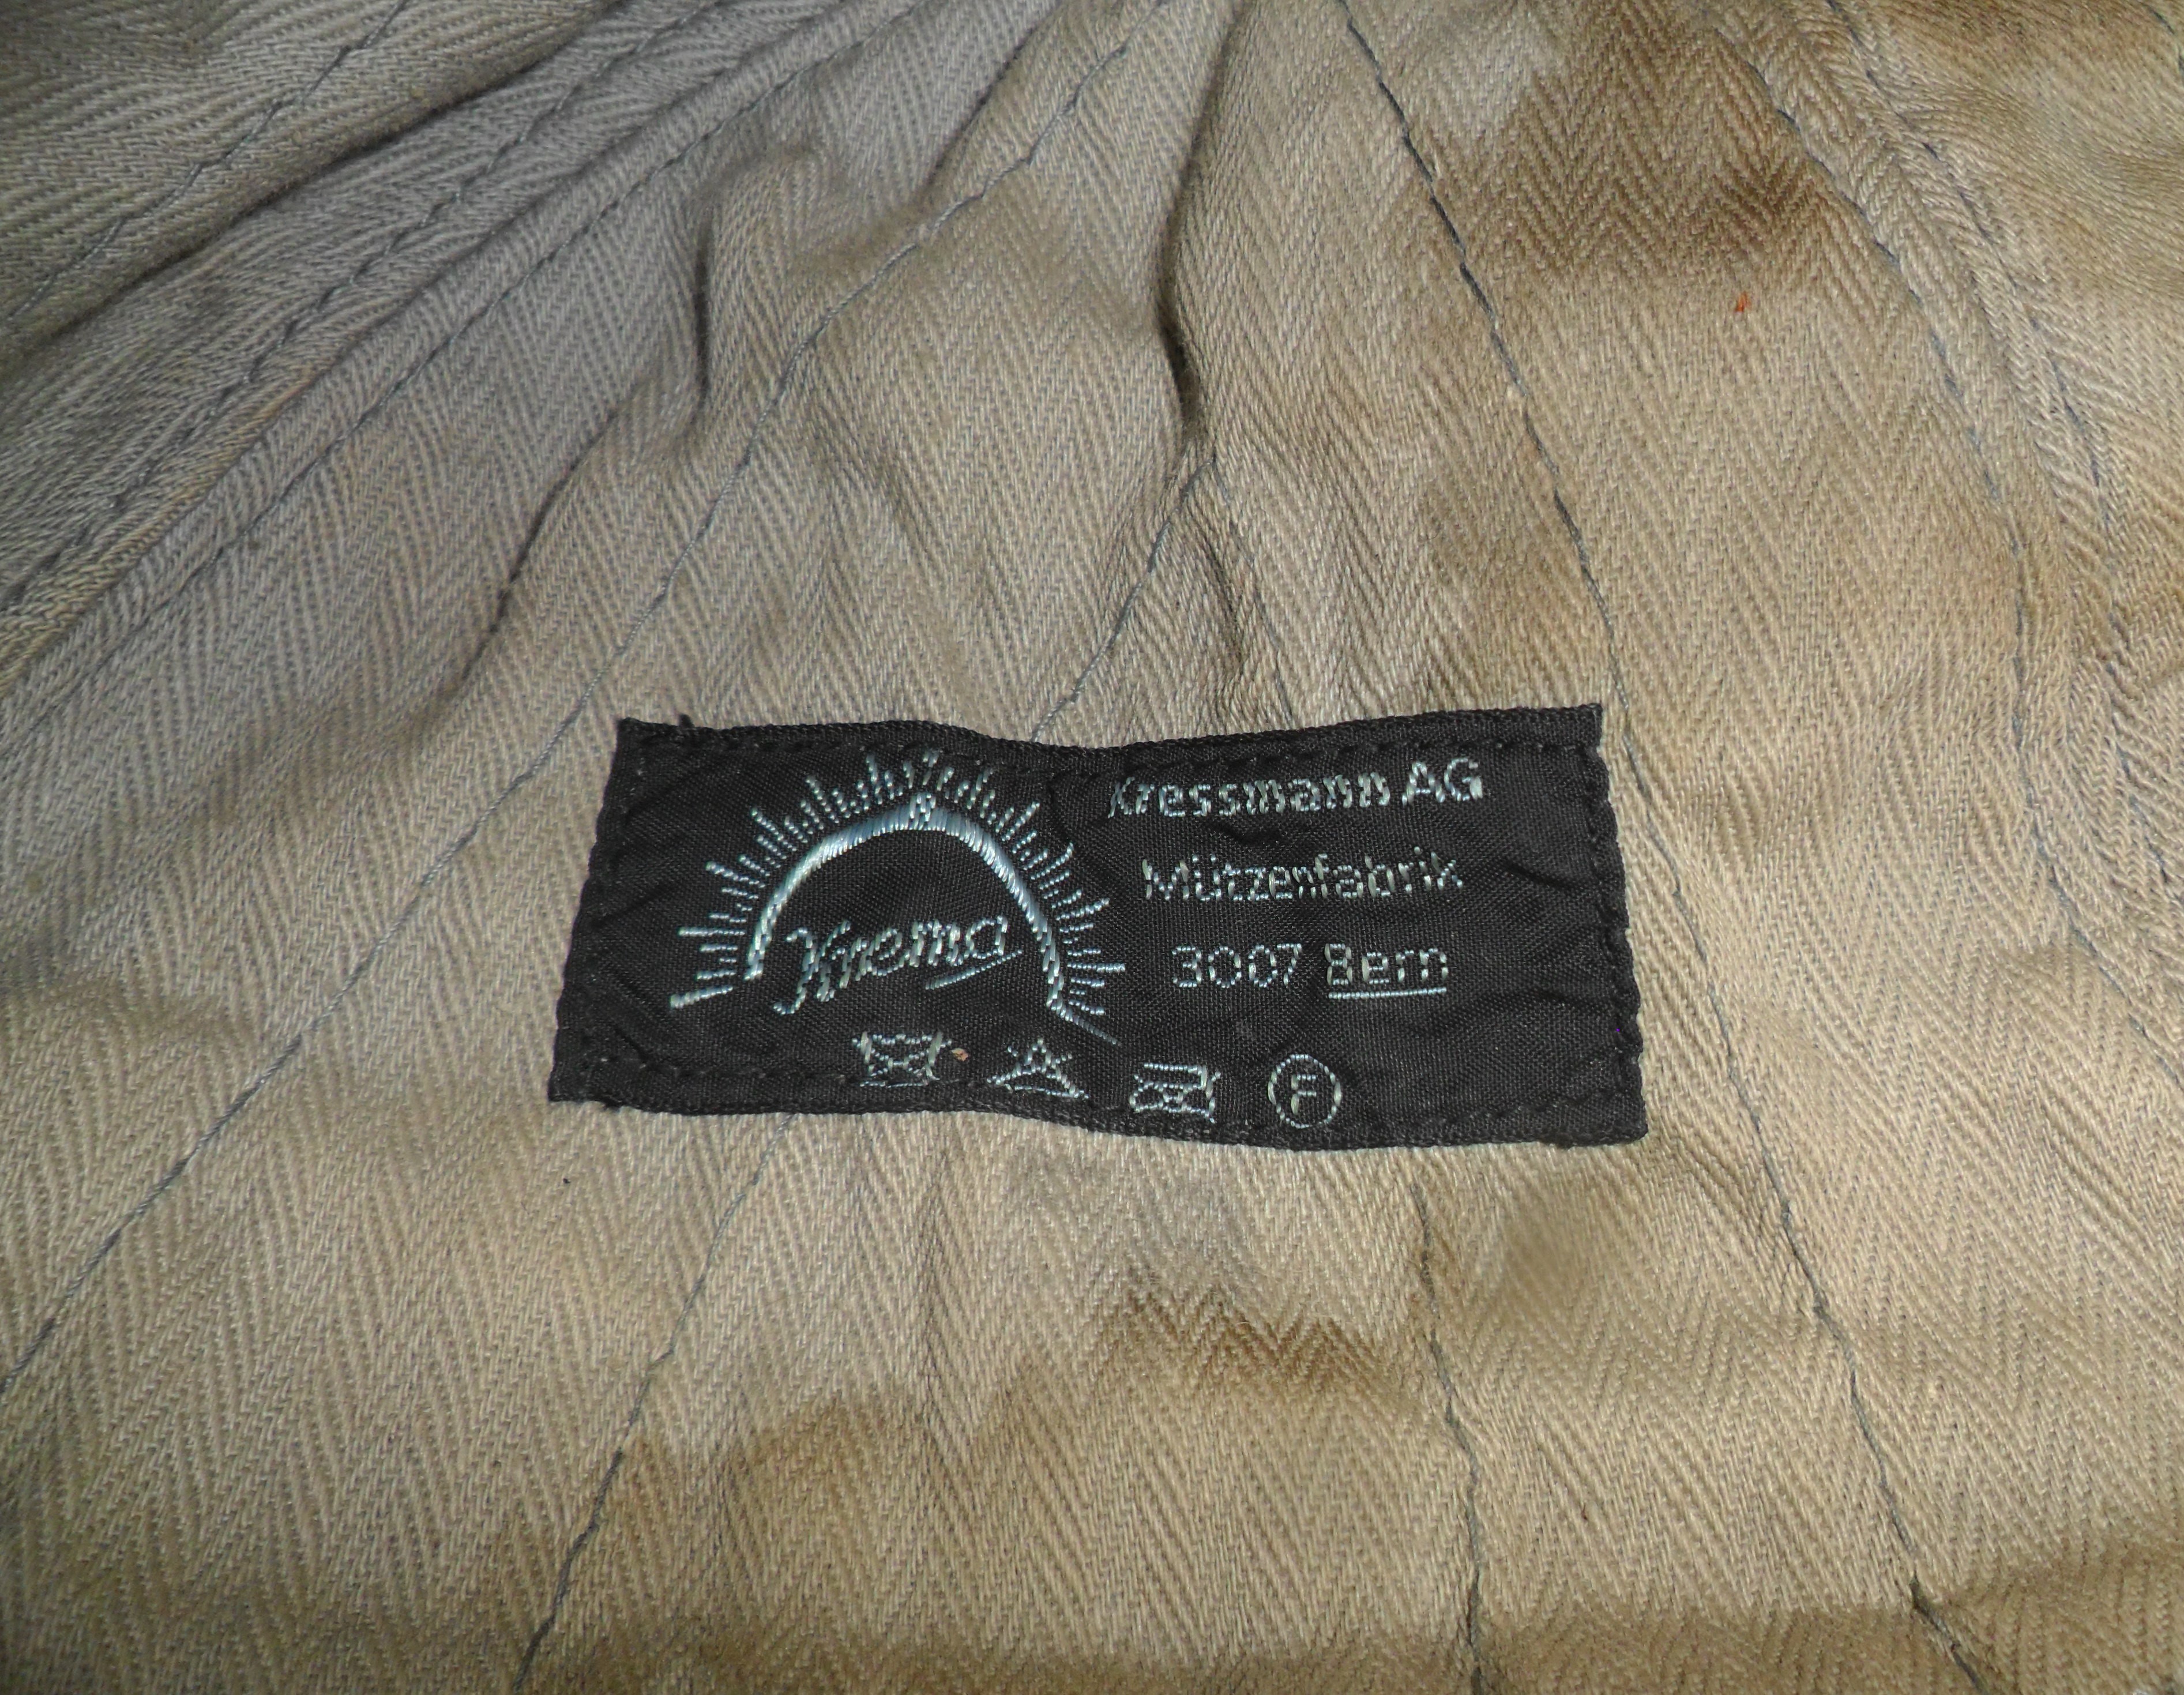 Krema
Kressmann AG
Mützenfabrik
3007 Bern
F